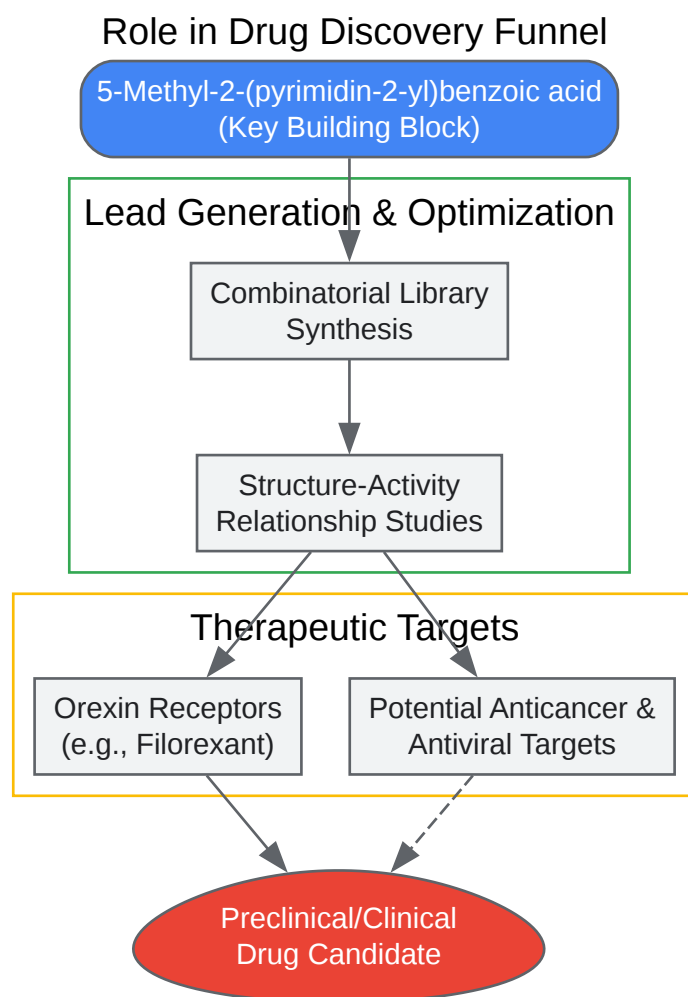 Role in Drug Discovery Funnel
5-Methyl-2-(pyrimidin-2-yl)benzoic acid
(Key Building Block)
Lead Generation & Optimization
Combinatorial Library
Synthesis
Structure-Activity
Relationship Studies
Therapeutic Targets
Orexin Receptors
(e.g., Filorexant)
Potential Anticancer &
Antiviral Targets
Preclinical/Clinical
Drug Candidate